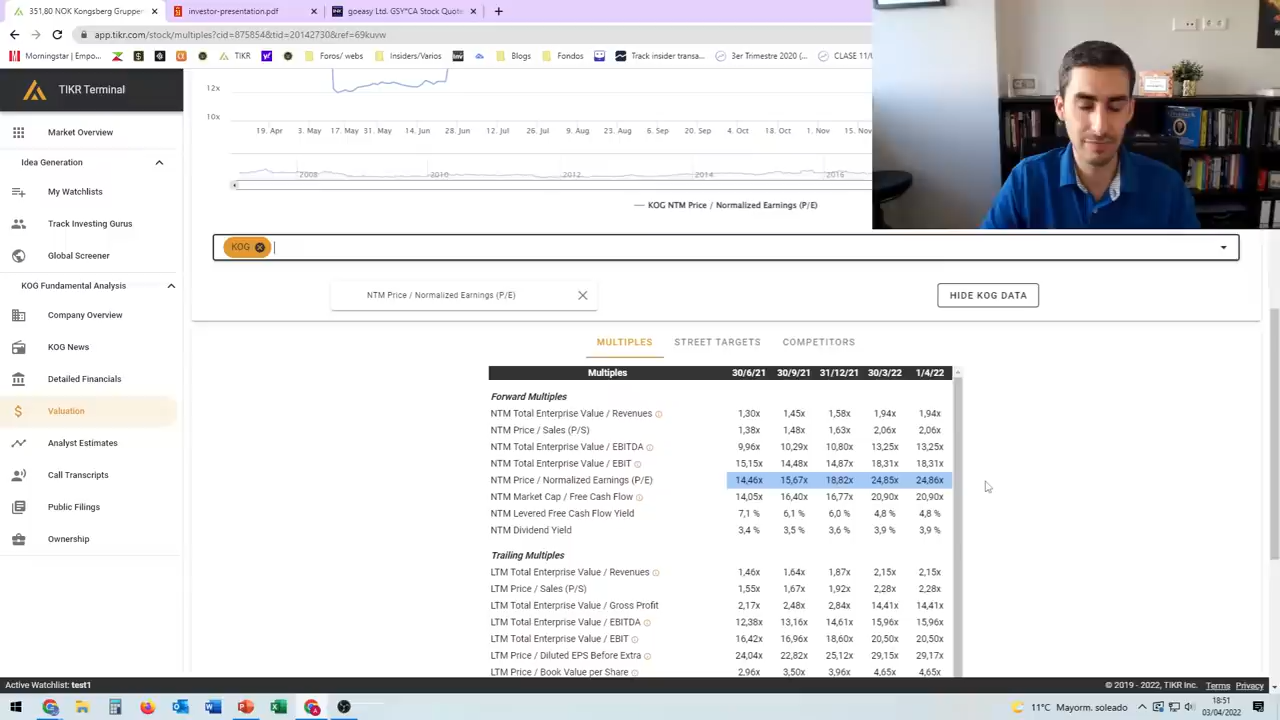 351,80 NOK Kongsberg Gruppen
investor-presentation.pdf
goeasy Ltd. GSY*CA Stock Quote
app.tikr.com/stock/multiples?cid=875854&tid=20142730&ref=69kuvw
Morningstar | Empo...
TIKR
Foros/ webs
Insiders/Varios
Blogs
Fondos
Track insider transa...
3er Trimestre 2020 (...
CLASE 11/
TIKR Terminal
Market Overview
Idea Generation
My Watchlists
Track Investing Gurus
Global Screener
KOG Fundamental Analysis
Company Overview
KOG News
Detailed Financials
Valuation
Analyst Estimates
Call Transcripts
Public Filings
Ownership
12x
10x
19. Apr 3. May 17. May 31. May 14. Jun 28. Jun 12. Jul 26. Jul 9. Aug 23. Aug 6. Sep 20. Sep 4. Oct 18. Oct 1. Nov 15. Nov
2008 2010 2012 2014 2016
KOG NTM Price / Normalized Earnings (P/E)
KOG
NTM Price / Normalized Earnings (P/E)
HIDE KOG DATA
MULTIPLES STREET TARGETS COMPETITORS
Multiples 30/6/21 30/9/21 31/12/21 30/3/22 1/4/22
Forward Multiples
NTM Total Enterprise Value / Revenues 1,30x 1,45x 1,58x 1,94x 1,94x
NTM Price / Sales (P/S) 1,38x 1,48x 1,63x 2,06x 2,06x
NTM Total Enterprise Value / EBITDA 9,96x 10,29x 10,80x 13,25x 13,25x
NTM Total Enterprise Value / EBIT 15,15x 14,48x 14,87x 18,31x 18,31x
NTM Price / Normalized Earnings (P/E) 14,46x 15,67x 18,82x 24,85x 24,86x
NTM Market Cap / Free Cash Flow 14,05x 16,40x 16,77x 20,90x 20,90x
NTM Levered Free Cash Flow Yield 7,1 % 6,1 % 6,0 % 4,8 % 4,8 %
NTM Dividend Yield 3,4 % 3,5 % 3,6 % 3,9 % 3,9 %
Trailing Multiples
LTM Total Enterprise Value / Revenues 1,46x 1,64x 1,87x 2,15x 2,15x
LTM Price / Sales (P/S) 1,55x 1,67x 1,92x 2,28x 2,28x
LTM Total Enterprise Value / Gross Profit 2,17x 2,48x 2,84x 14,41x 14,41x
LTM Total Enterprise Value / EBITDA 12,38x 13,16x 14,61x 15,96x 15,96x
LTM Total Enterprise Value / EBIT 16,42x 16,96x 18,60x 20,50x 20,50x
LTM Price / Diluted EPS Before Extra 24,04x 22,82x 25,12x 29,15x 29,17x
LTM Price / Book Value per Share 2,96x 3,50x 3,96x 4,65x 4,65x
Active Watchlist: test1
© 2019 - 2022, TIKR Inc. Terms Privacy
11°C Mayorm. soleado
18:51
03/04/2022